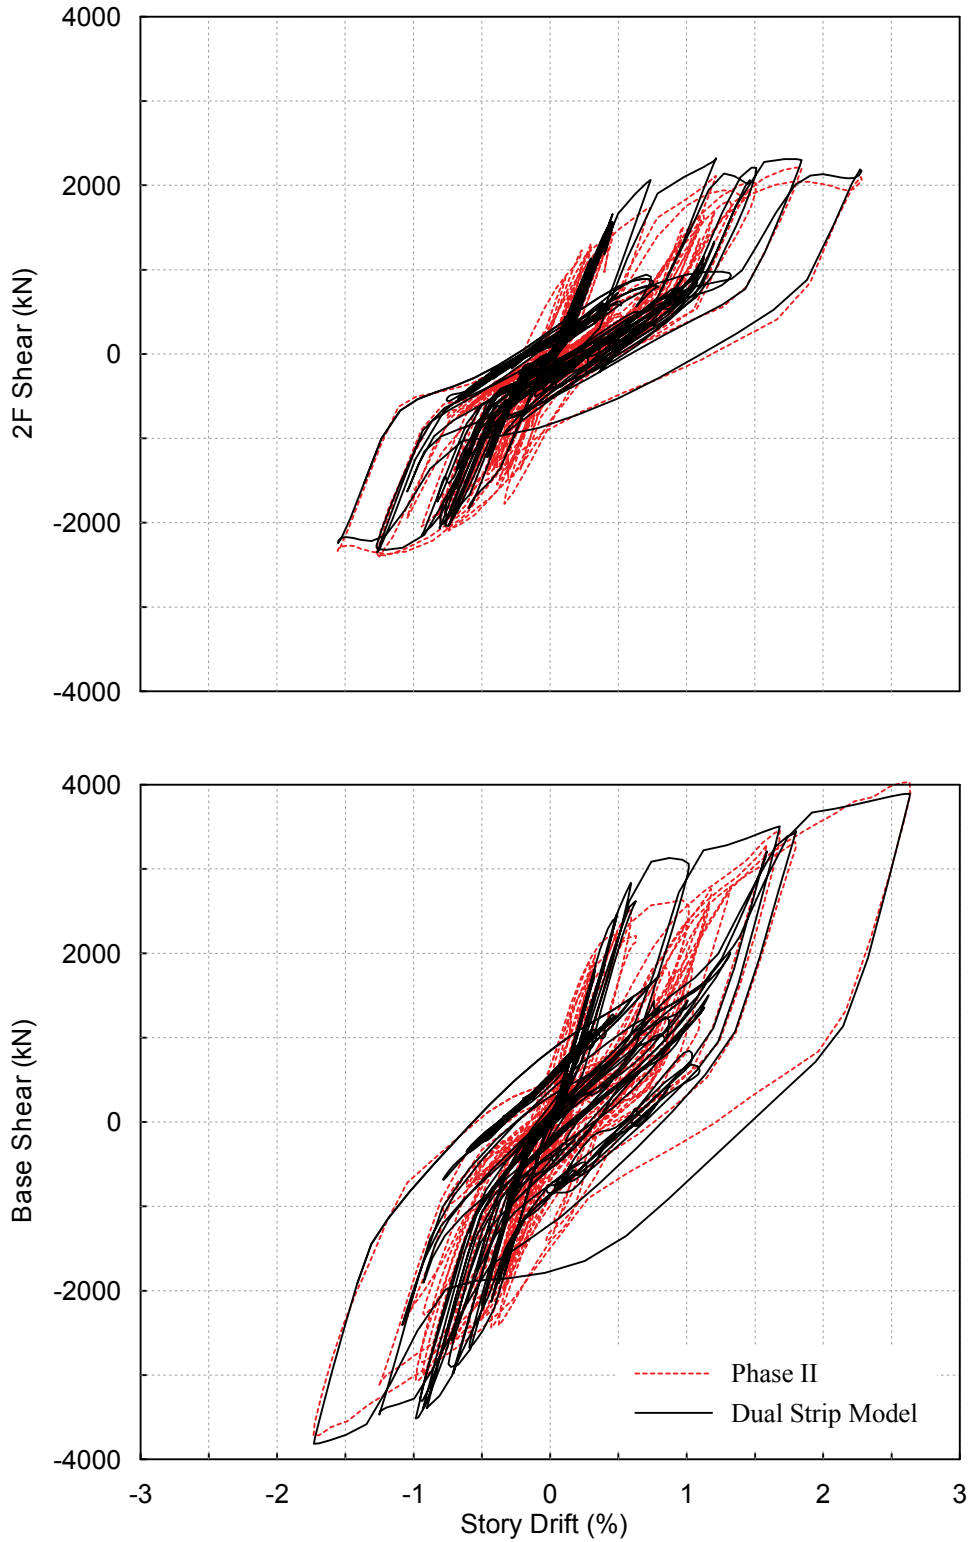 4000
2000
0
-2000
-4000
2F Shear (kN)
4000
2000
0
-2000
-4000
Base Shear (kN)
Phase II
Dual Strip Model
-3 -2 -1 0 1 2 3
Story Drift (%)